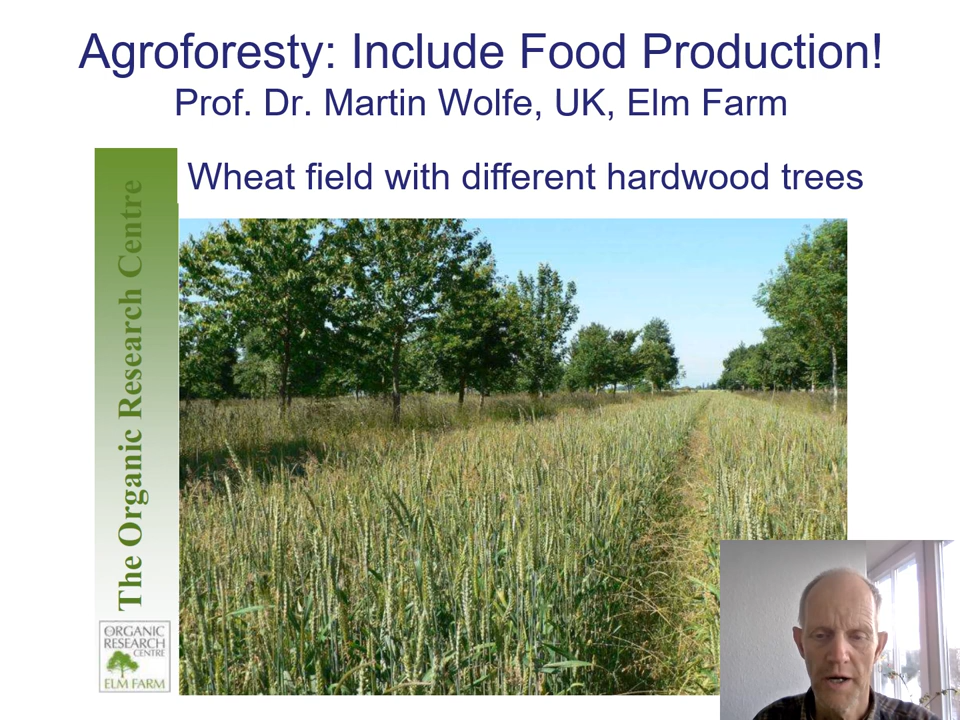 Agroforesty: Include Food Production!
Prof. Dr. Martin Wolfe, UK, Elm Farm
Wheat field with different hardwood trees
The Organic Research Centre
ORGANIC
RESEARCH
CENTRE
ELM FARM